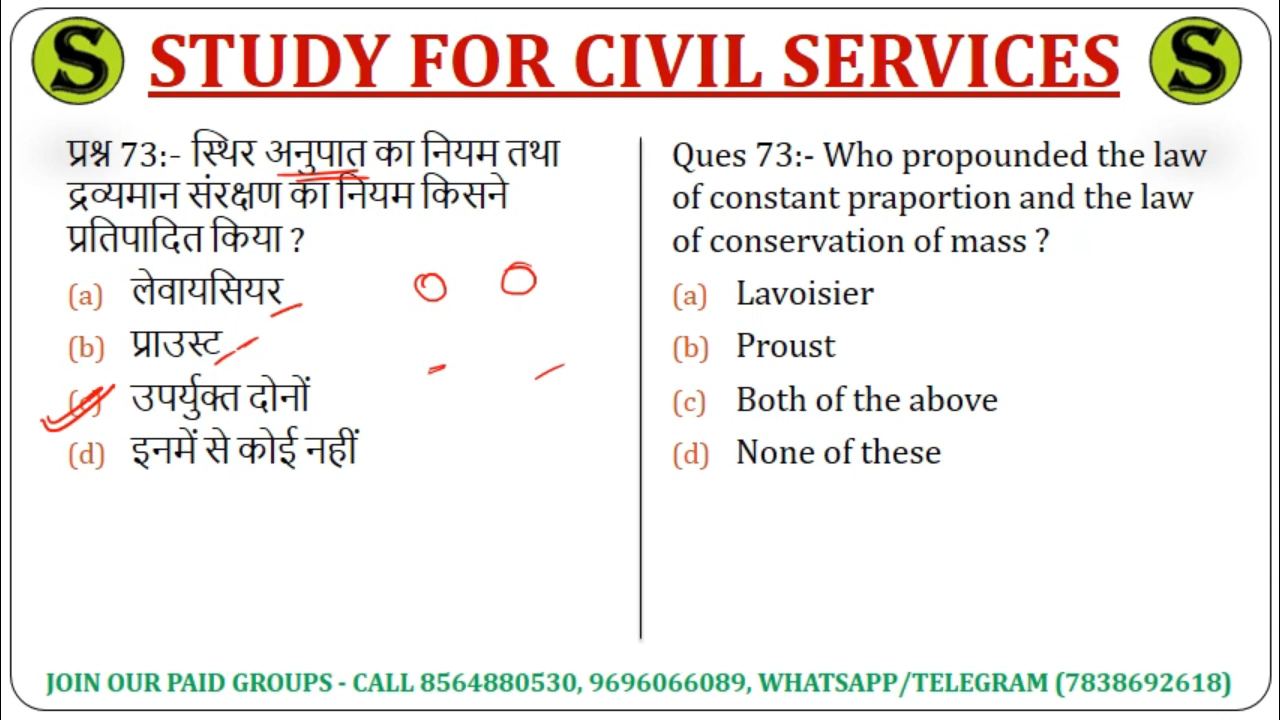 S STUDY FOR CIVIL SERVICES S
प्रश्न 73:- स्थिर अनुपात का नियम तथा
द्रव्यमान संरक्षण का नियम किसने
प्रतिपादित किया ?
(a) लेवायसियर
(b) प्राउस्ट
(c) उपर्युक्त दोनों
(d) इनमें से कोई नहीं
Ques 73:- Who propounded the law
of constant praportion and the law
of conservation of mass ?
(a) Lavoisier
(b) Proust
(c) Both of the above
(d) None of these
JOIN OUR PAID GROUPS - CALL 8564880530, 9696066089, WHATSAPP/TELEGRAM (7838692618)